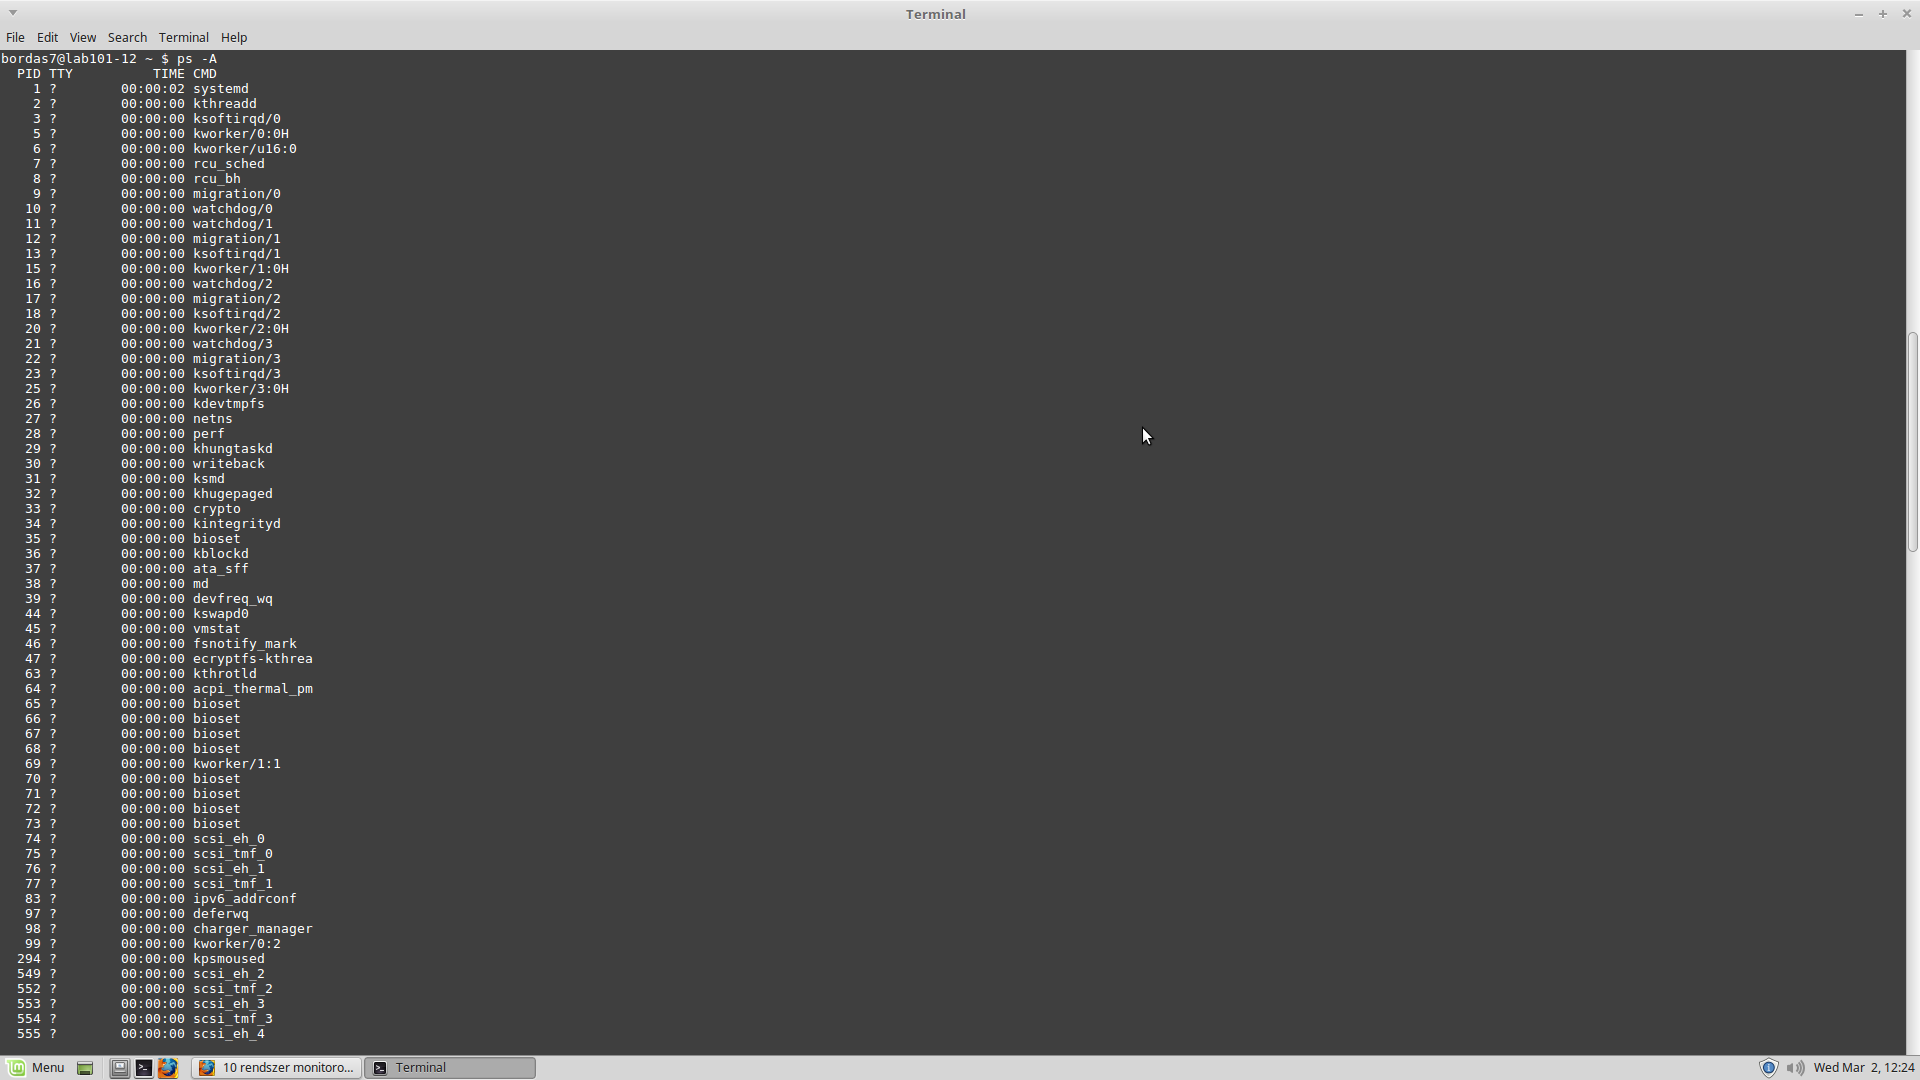 Terminal
File Edit View Search Terminal Help
bordas7@lab101-12 ~ $ ps -A
  PID TTY          TIME CMD
    1 ?        00:00:02 systemd
    2 ?        00:00:00 kthreadd
    3 ?        00:00:00 ksoftirqd/0
    5 ?        00:00:00 kworker/0:0H
    6 ?        00:00:00 kworker/u16:0
    7 ?        00:00:00 rcu_sched
    8 ?        00:00:00 rcu_bh
    9 ?        00:00:00 migration/0
   10 ?        00:00:00 watchdog/0
   11 ?        00:00:00 watchdog/1
   12 ?        00:00:00 migration/1
   13 ?        00:00:00 ksoftirqd/1
   15 ?        00:00:00 kworker/1:0H
   16 ?        00:00:00 watchdog/2
   17 ?        00:00:00 migration/2
   18 ?        00:00:00 ksoftirqd/2
   20 ?        00:00:00 kworker/2:0H
   21 ?        00:00:00 watchdog/3
   22 ?        00:00:00 migration/3
   23 ?        00:00:00 ksoftirqd/3
   25 ?        00:00:00 kworker/3:0H
   26 ?        00:00:00 kdevtmpfs
   27 ?        00:00:00 netns
   28 ?        00:00:00 perf
   29 ?        00:00:00 khungtaskd
   30 ?        00:00:00 writeback
   31 ?        00:00:00 ksmd
   32 ?        00:00:00 khugepaged
   33 ?        00:00:00 crypto
   34 ?        00:00:00 kintegrityd
   35 ?        00:00:00 bioset
   36 ?        00:00:00 kblockd
   37 ?        00:00:00 ata_sff
   38 ?        00:00:00 md
   39 ?        00:00:00 devfreq_wq
   44 ?        00:00:00 kswapd0
   45 ?        00:00:00 vmstat
   46 ?        00:00:00 fsnotify_mark
   47 ?        00:00:00 ecryptfs-kthrea
   63 ?        00:00:00 kthrotld
   64 ?        00:00:00 acpi_thermal_pm
   65 ?        00:00:00 bioset
   66 ?        00:00:00 bioset
   67 ?        00:00:00 bioset
   68 ?        00:00:00 bioset
   69 ?        00:00:00 kworker/1:1
   70 ?        00:00:00 bioset
   71 ?        00:00:00 bioset
   72 ?        00:00:00 bioset
   73 ?        00:00:00 bioset
   74 ?        00:00:00 scsi_eh_0
   75 ?        00:00:00 scsi_tmf_0
   76 ?        00:00:00 scsi_eh_1
   77 ?        00:00:00 scsi_tmf_1
   83 ?        00:00:00 ipv6_addrconf
   97 ?        00:00:00 deferwq
   98 ?        00:00:00 charger_manager
   99 ?        00:00:00 kworker/0:2
  294 ?        00:00:00 kpsmoused
  549 ?        00:00:00 scsi_eh_2
  552 ?        00:00:00 scsi_tmf_2
  553 ?        00:00:00 scsi_eh_3
  554 ?        00:00:00 scsi_tmf_3
  555 ?        00:00:00 scsi_eh_4
Menu 10 rendszer monitoro... Terminal Wed Mar  2, 12:24